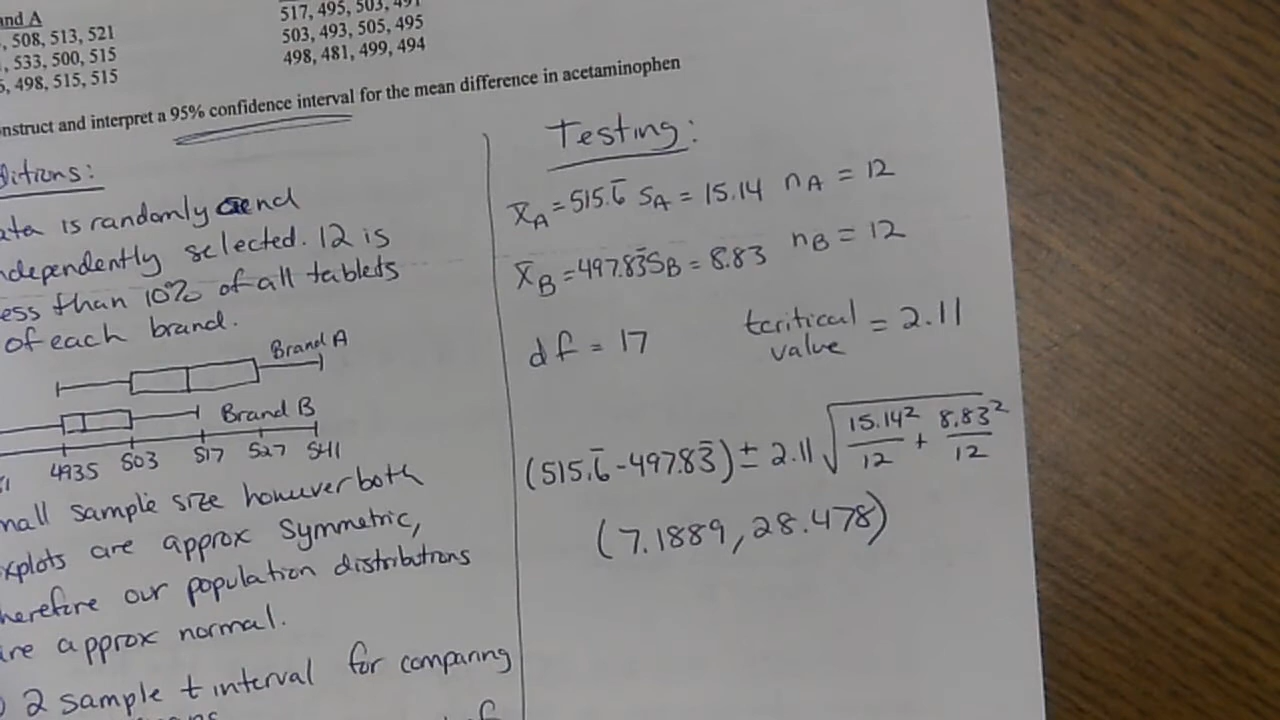 and A
, 508, 513, 521
, 533, 500, 515
, 498, 515, 515
517, 495, 503, 491
503, 493, 505, 495
498, 481, 499, 494
nstruct and interpret a 95% confidence interval for the mean difference in acetaminophen
ditions:
ata is randomly and
ndependently selected. 12 is
ess than 10% of all tablets
of each brand.
Brand A
Brand B
493.5 503 517 527 541
mall sample size however both
xplots are approx symmetric,
herefore our population distributions
are approx normal.
2 sample t interval for comparing
Testing:
x̄A = 515.6̄ SA = 15.14 nA = 12
x̄B = 497.83̄ SB = 8.83 nB = 12
df = 17 tcritical value = 2.11
(515.6̄ - 497.83̄) ± 2.11 √(15.14²/12 + 8.83²/12)
(7.1889, 28.478)